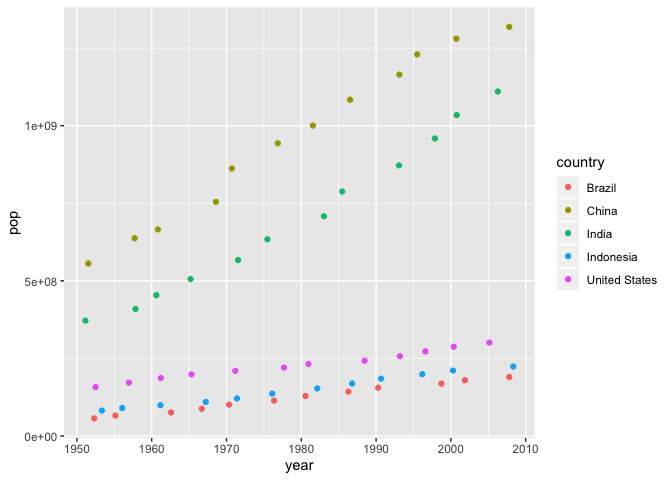 pop
1e+09
5e+08
0e+00
1950 1960 1970 1980 1990 2000 2010
year
country
Brazil
China
India
Indonesia
United States